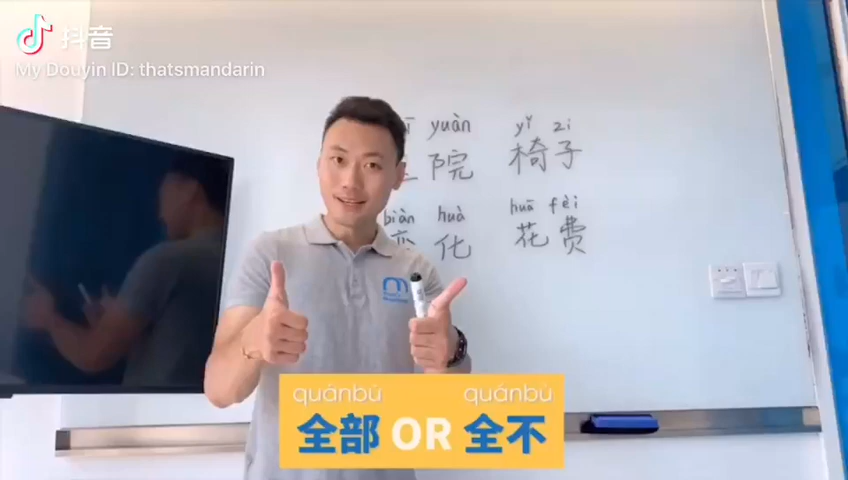 抖音
My Douyin ID: thatsmandarin
yuàn yǐ zi
院 椅子
biàn huà huā fèi
化 花费
quánbù quánbù
全部 OR 全不